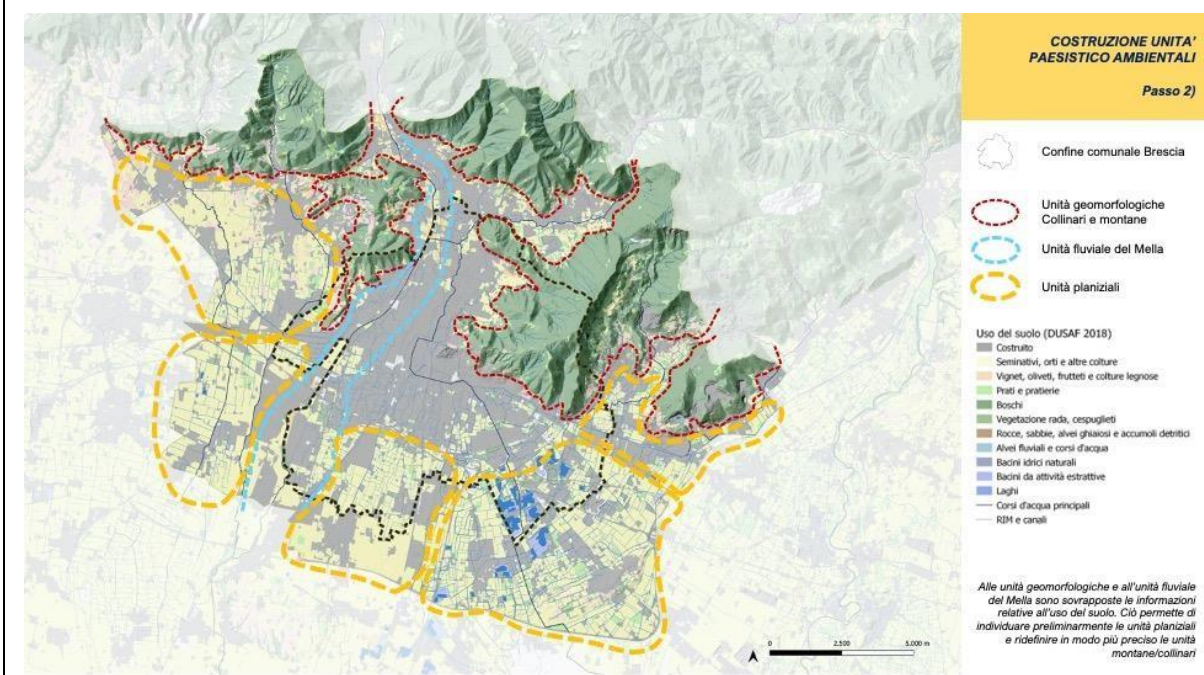 COSTRUZIONE UNITA'
PAESISTICO AMBIENTALI
Passo 2)
Confine comunale Brescia
Unità geomorfologiche
Collinari e montane
Unità fluviale del Mella
Unità planiziali
Uso del suolo (DUSAF 2018)
Costruito
Seminativi, orti e altre colture
Vignet, oliveti, frutteti e colture legnose
Prati e pratierie
Boschi
Vegetazione rada, cespuglieti
Rocce, sabbie, alvei ghiaiosi e accumoli detritici
Alvei fluviali e corsi d'acqua
Bacini idrici naturali
Bacini da attività estrattive
Laghi
Corsi d'acqua principali
RIM e canali
Alle unità geomorfologiche e all'unità fluviale
del Mella sono sovrapposte le informazioni
relative all'uso del suolo. Ciò permette di
individuare preliminarmente le unità planiziali
e ridefinire in modo più preciso le unità
montane/collinari
0 2.500 5.000 m